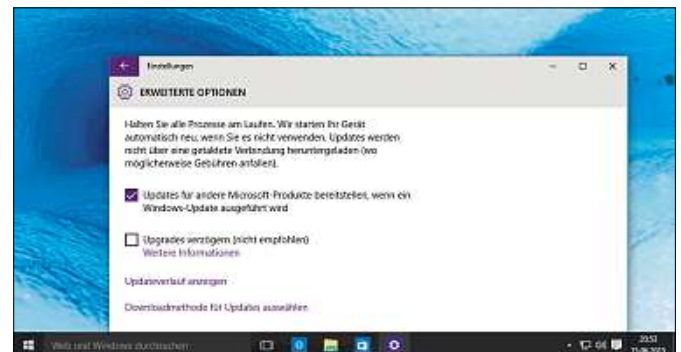 Einstellungen
ERWEITERTE OPTIONEN
Halten Sie alle Prozesse am Laufen. Wir starten Ihr Gerät
automatisch neu, wenn Sie es nicht verwenden. Updates werden
nicht über eine getaktete Verbindung heruntergeladen (wo
möglicherweise Gebühren anfallen).
Updates für andere Microsoft-Produkte bereitstellen, wenn ein
Windows-Update ausgeführt wird
Upgrades verzögern (nicht empfohlen)
Weitere Informationen
Updateverlauf anzeigen
Downloadmethode für Updates auswählen
Web und Windows durchsuchen
20:53